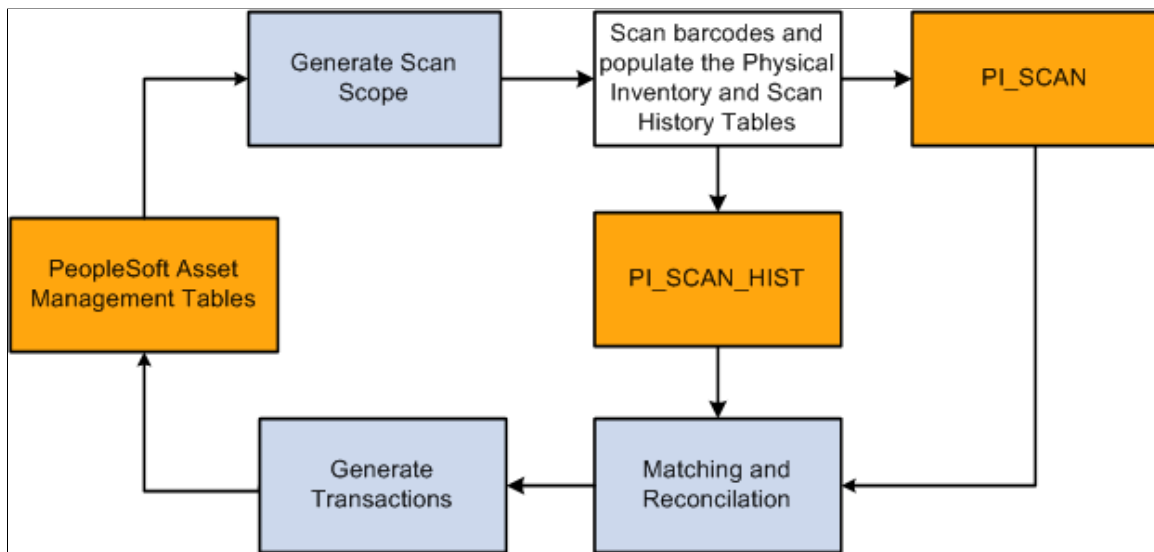 Generate Scan
Scope
Scan barcodes and
populate the Physical
Inventory and Scan
History Tables
PI_SCAN
PeopleSoft Asset
Management Tables
PI_SCAN_HIST
Generate
Transactions
Matching and
Reconcilation